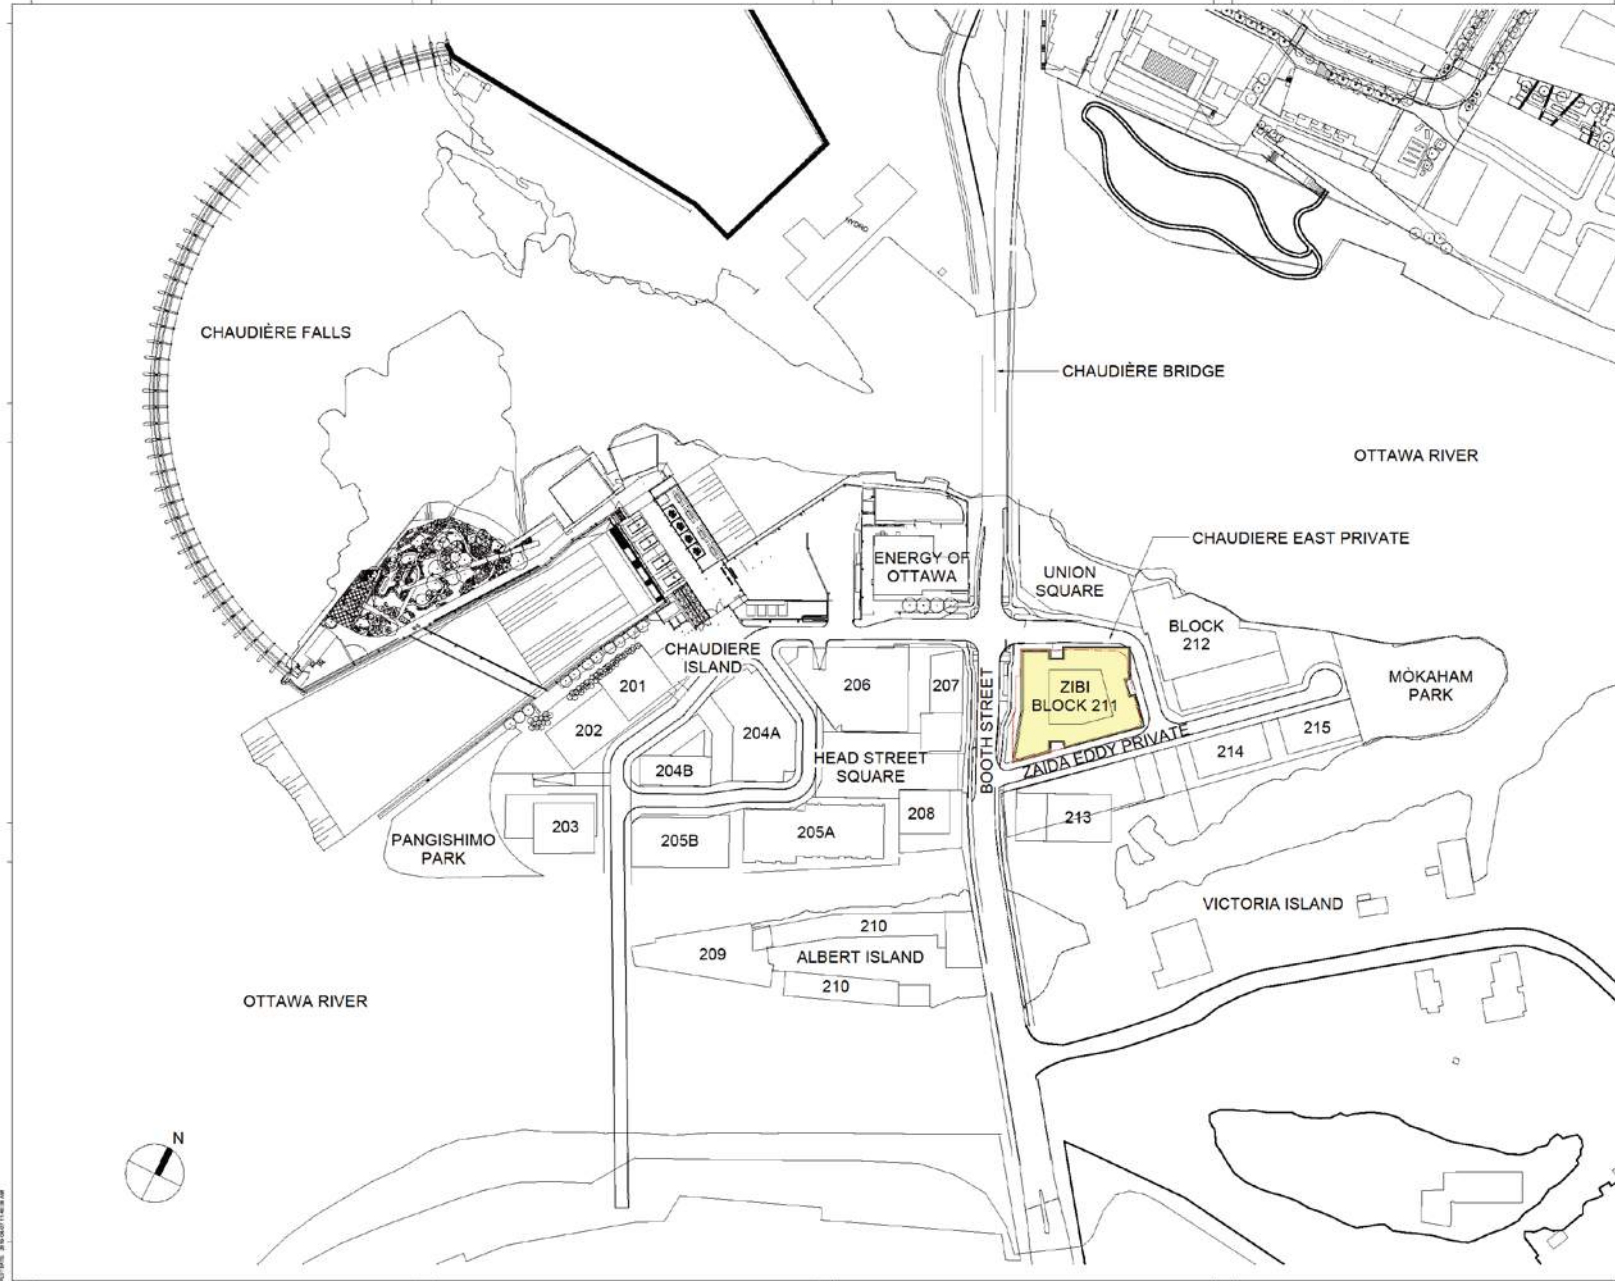 HYDRO
CHAUDIÈRE FALLS
CHAUDIÈRE BRIDGE
OTTAWA RIVER
CHAUDIERE EAST PRIVATE
ENERGY OF
OTTAWA
UNION
SQUARE
BLOCK
212
CHAUDIERE
ISLAND
201
206
207
BOOTH STREET
ZIBI
BLOCK 211
MÒKAHAM
PARK
202
204A
ZAIDA EDDY PRIVATE
214
215
204B
HEAD STREET
SQUARE
203
205B
205A
208
213
PANGISHIMO
PARK
VICTORIA ISLAND
210
209
ALBERT ISLAND
210
OTTAWA RIVER
N